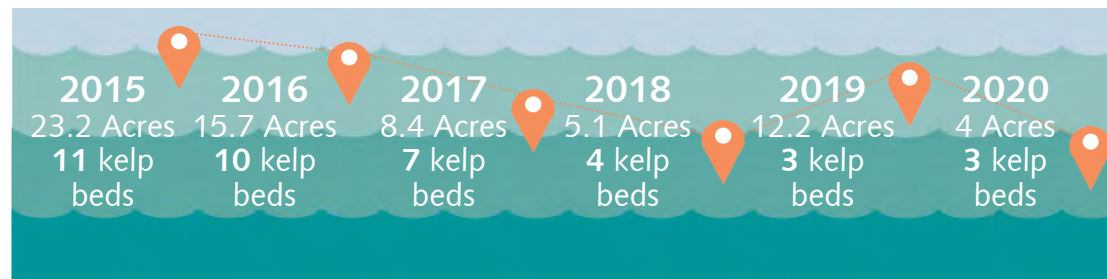 2015
23.2 Acres
11 kelp
beds
2016
15.7 Acres
10 kelp
beds
2017
8.4 Acres
7 kelp
beds
2018
5.1 Acres
4 kelp
beds
2019
12.2 Acres
3 kelp
beds
2020
4 Acres
3 kelp
beds